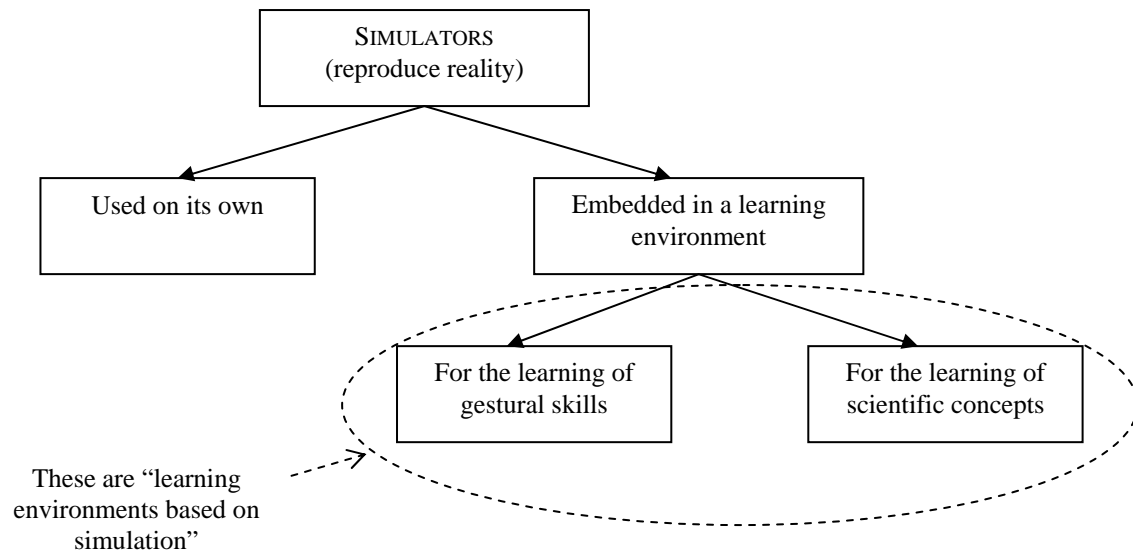 SIMULATORS
(reproduce reality)
Used on its own
Embedded in a learning
environment
For the learning of
gestural skills
For the learning of
scientific concepts
These are “learning
environments based on
simulation”